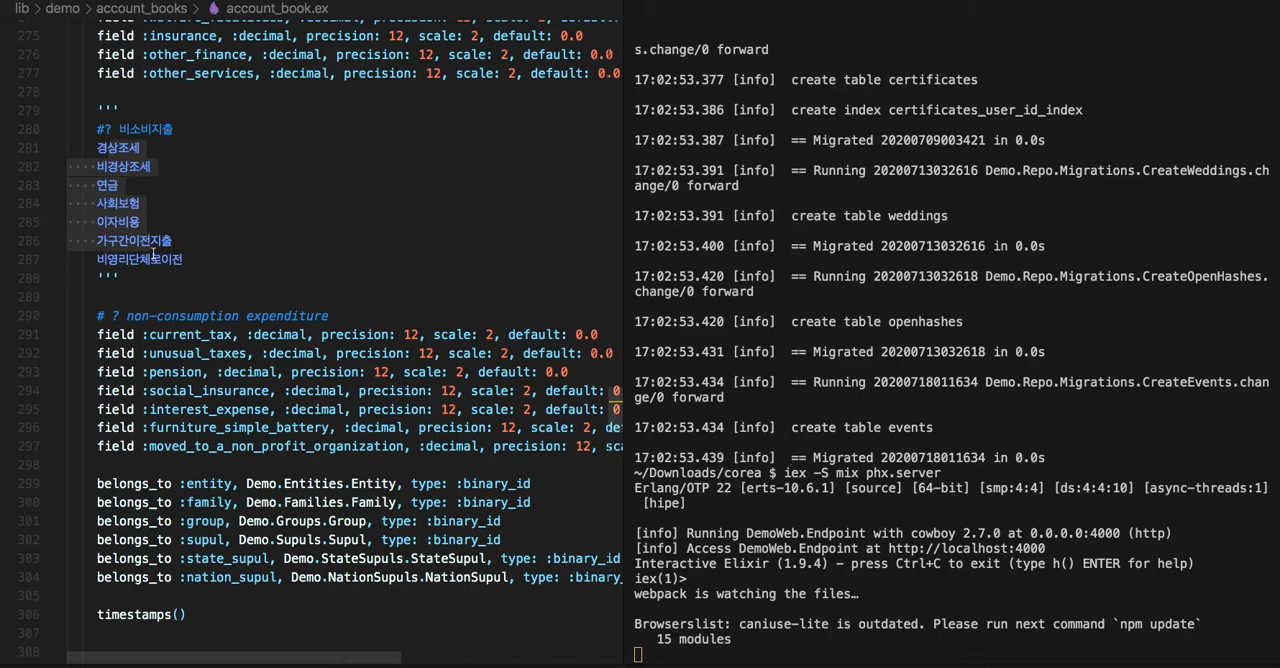 lib > demo > account_books > account_book.ex
275 field :insurance, :decimal, precision: 12, scale: 2, default: 0.0
276 field :other_finance, :decimal, precision: 12, scale: 2, default: 0.0
277 field :other_services, :decimal, precision: 12, scale: 2, default: 0.0
278
279 '''
280 #? 비소비지출
281 경상조세
282 비경상조세
283 연금
284 사회보험
285 이자비용
286 가구간이전지출
287 비영리단체로이전
288 '''
289
290 # ? non-consumption expenditure
291 field :current_tax, :decimal, precision: 12, scale: 2, default: 0.0
292 field :unusual_taxes, :decimal, precision: 12, scale: 2, default: 0.0
293 field :pension, :decimal, precision: 12, scale: 2, default: 0.0
294 field :social_insurance, :decimal, precision: 12, scale: 2, default: 0
295 field :interest_expense, :decimal, precision: 12, scale: 2, default: 0
296 field :furniture_simple_battery, :decimal, precision: 12, scale: 2, de
297 field :moved_to_a_non_profit_organization, :decimal, precision: 12, sca
298
299 belongs_to :entity, Demo.Entities.Entity, type: :binary_id
300 belongs_to :family, Demo.Families.Family, type: :binary_id
301 belongs_to :group, Demo.Groups.Group, type: :binary_id
302 belongs_to :supul, Demo.Supuls.Supul, type: :binary_id
303 belongs_to :state_supul, Demo.StateSupuls.StateSupul, type: :binary_id
304 belongs_to :nation_supul, Demo.NationSupuls.NationSupul, type: :binary_
305
306 timestamps()
307
308
s.change/0 forward
17:02:53.377 [info] create table certificates
17:02:53.386 [info] create index certificates_user_id_index
17:02:53.387 [info] == Migrated 20200709003421 in 0.0s
17:02:53.391 [info] == Running 20200713032616 Demo.Repo.Migrations.CreateWeddings.ch
ange/0 forward
17:02:53.391 [info] create table weddings
17:02:53.400 [info] == Migrated 20200713032616 in 0.0s
17:02:53.420 [info] == Running 20200713032618 Demo.Repo.Migrations.CreateOpenHashes.
change/0 forward
17:02:53.420 [info] create table openhashes
17:02:53.431 [info] == Migrated 20200713032618 in 0.0s
17:02:53.434 [info] == Running 20200718011634 Demo.Repo.Migrations.CreateEvents.chan
ge/0 forward
17:02:53.434 [info] create table events
17:02:53.439 [info] == Migrated 20200718011634 in 0.0s
~/Downloads/corea $ iex -S mix phx.server
Erlang/OTP 22 [erts-10.6.1] [source] [64-bit] [smp:4:4] [ds:4:4:10] [async-threads:1]
[hipe]
[info] Running DemoWeb.Endpoint with cowboy 2.7.0 at 0.0.0.0:4000 (http)
[info] Access DemoWeb.Endpoint at http://localhost:4000
Interactive Elixir (1.9.4) - press Ctrl+C to exit (type h() ENTER for help)
iex(1)>
webpack is watching the files…
Browserslist: caniuse-lite is outdated. Please run next command `npm update`
15 modules